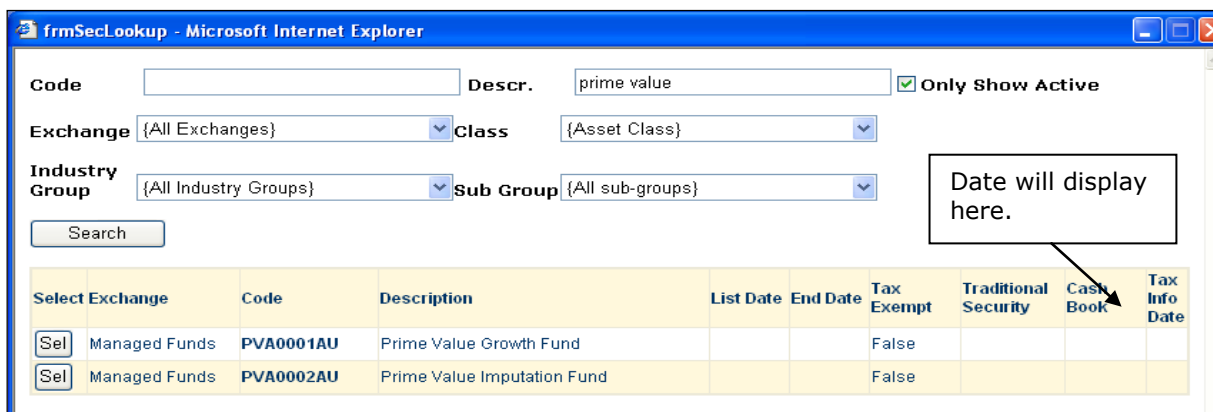 frmSecLookup - Microsoft Internet Explorer
Code
Descr. prime value Only Show Active
Exchange {All Exchanges} Class {Asset Class}
Industry
Group {All Industry Groups} Sub Group {All sub-groups}
Date will display
here.
Search
Select Exchange Code Description List Date End Date Tax Exempt Traditional Security Cash Book Tax Info Date
Sel Managed Funds PVA0001AU Prime Value Growth Fund False
Sel Managed Funds PVA0002AU Prime Value Imputation Fund False